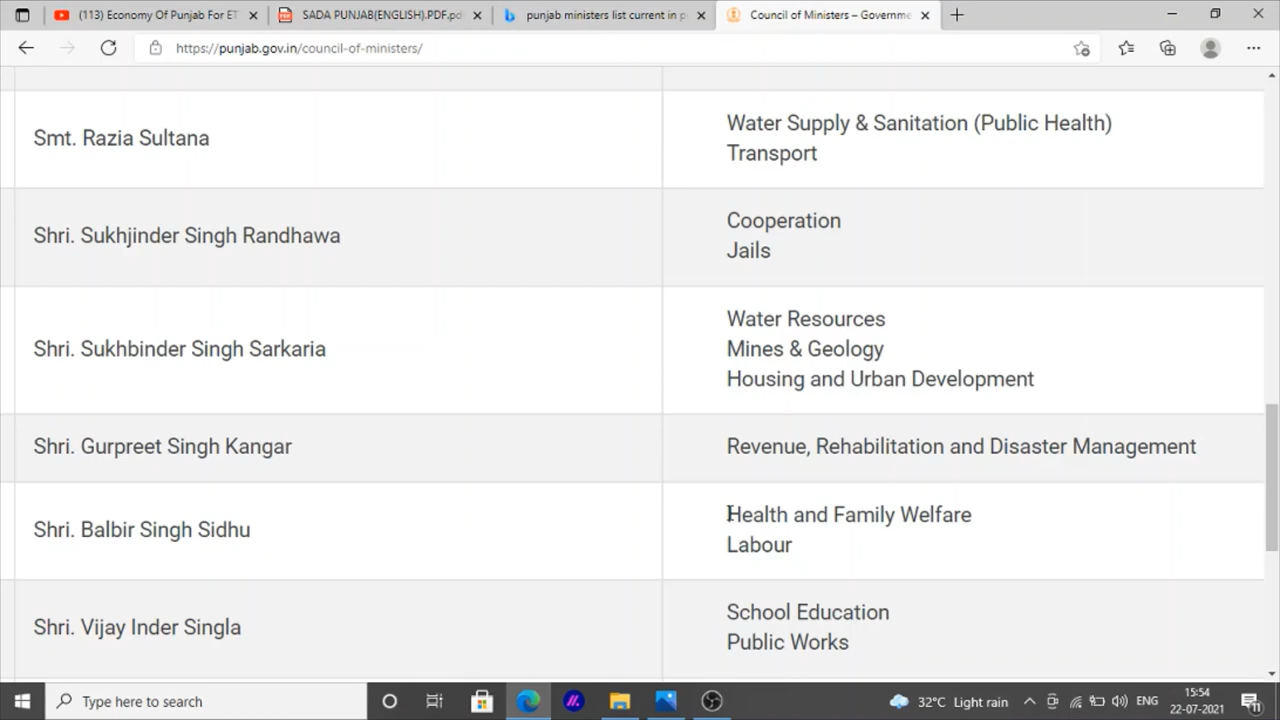 (113) Economy Of Punjab For ET
SADA PUNJAB(ENGLISH).PDF.pd
punjab ministers list current in p
Council of Ministers – Governme
https://punjab.gov.in/council-of-ministers/
Smt. Razia Sultana
Water Supply & Sanitation (Public Health)
Transport
Shri. Sukhjinder Singh Randhawa
Cooperation
Jails
Shri. Sukhbinder Singh Sarkaria
Water Resources
Mines & Geology
Housing and Urban Development
Shri. Gurpreet Singh Kangar
Revenue, Rehabilitation and Disaster Management
Shri. Balbir Singh Sidhu
Health and Family Welfare
Labour
Shri. Vijay Inder Singla
School Education
Public Works
Type here to search
32°C Light rain
ENG
15:54
22-07-2021
11